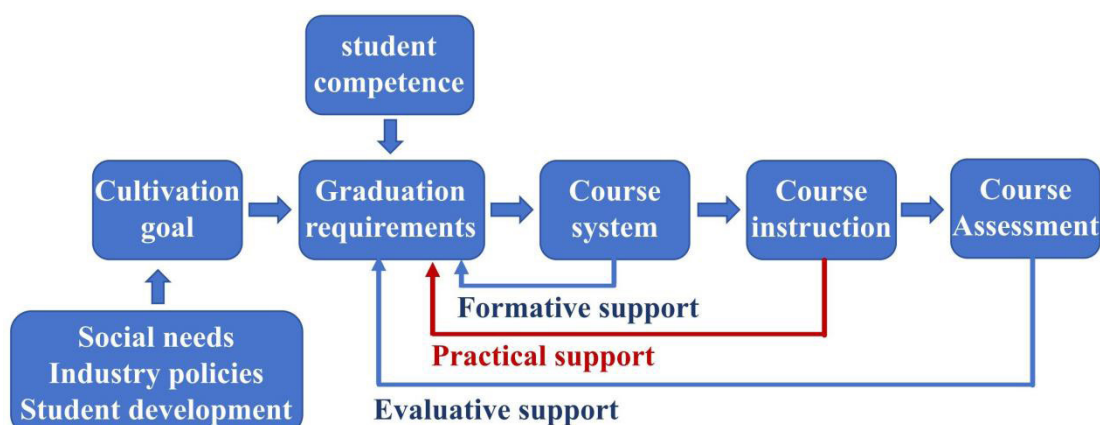 student
competence
Cultivation
goal
Graduation
requirements
Course
system
Course
instruction
Course
Assessment
Social needs
Industry policies
Student development
Formative support
Practical support
Evaluative support